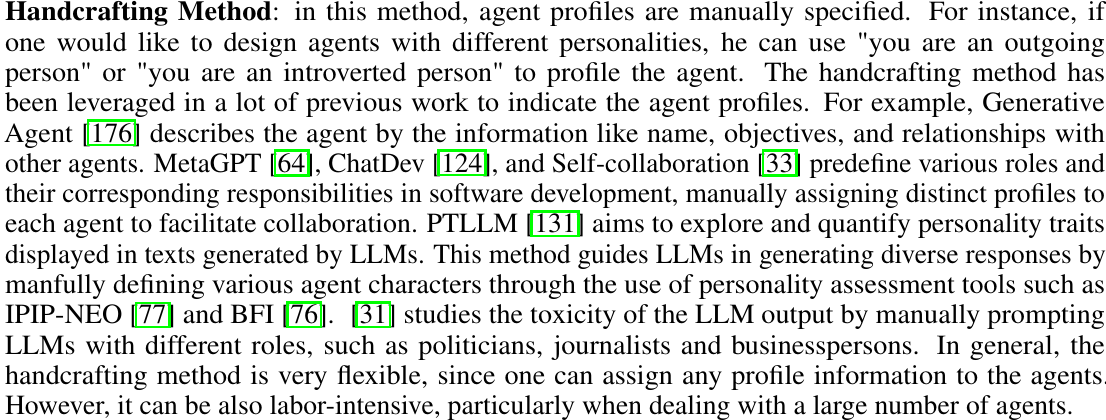 Handcrafting Method: in this method, agent profiles are manually specified. For instance, if
one would like to design agents with different personalities, he can use "you are an outgoing
person" or "you are an introverted person" to profile the agent. The handcrafting method has
been leveraged in a lot of previous work to indicate the agent profiles. For example, Generative
Agent [176] describes the agent by the information like name, objectives, and relationships with
other agents. MetaGPT [64], ChatDev [124], and Self-collaboration [33] predefine various roles and
their corresponding responsibilities in software development, manually assigning distinct profiles to
each agent to facilitate collaboration. PTLLM [131] aims to explore and quantify personality traits
displayed in texts generated by LLMs. This method guides LLMs in generating diverse responses by
manfully defining various agent characters through the use of personality assessment tools such as
IPIP-NEO [77] and BFI [76]. [31] studies the toxicity of the LLM output by manually prompting
LLMs with different roles, such as politicians, journalists and businesspersons. In general, the
handcrafting method is very flexible, since one can assign any profile information to the agents.
However, it can be also labor-intensive, particularly when dealing with a large number of agents.